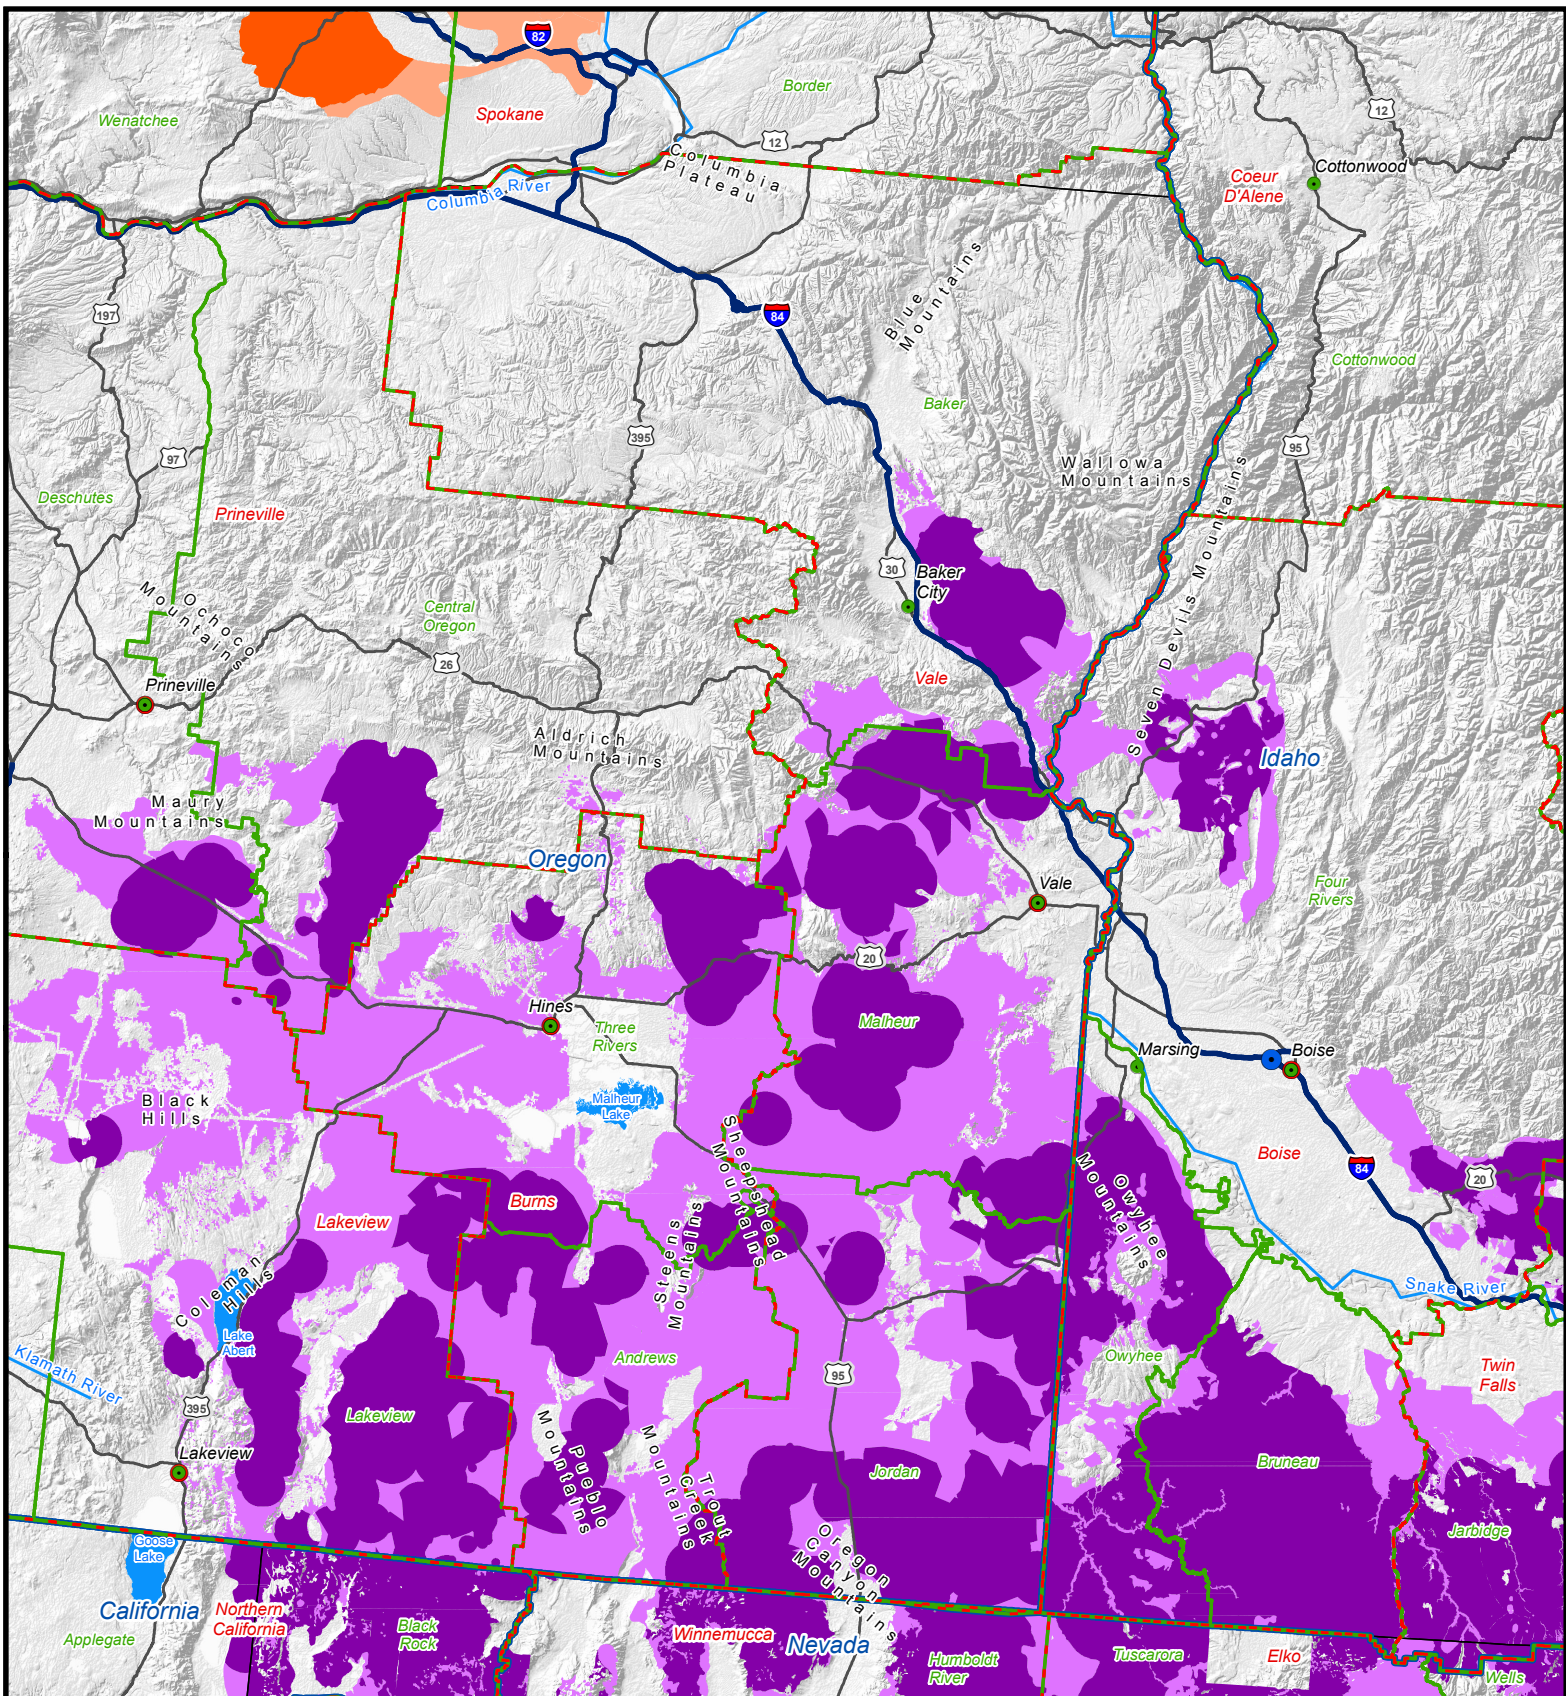 82
Border
Wenatchee
Spokane
12
12
Columbia
Plateau
Cottonwood
Coeur
D'Alene
Columbia River
197
84
Blue
Mountains
Cottonwood
Baker
395
95
97
Wallowa
Mountains
Deschutes
Prineville
Seven Devils Mountains
30
Baker
City
Ochoco
Mountains
Central
Oregon
26
Prineville
Vale
Aldrich
Mountains
Idaho
Maury
Mountains
Oregon
Vale
Four
Rivers
20
Hines
Three
Rivers
Malheur
Marsing
Boise
Black
Hills
Malheur
Lake
Sheepshead
Mountains
Boise
84
20
Owyhee
Mountains
Burns
Lakeview
Steens
Mountains
Coleman
Hills
Snake River
Lake
Abert
Klamath River
Andrews
Owyhee
Twin
Falls
95
395
Lakeview
Lakeview
Pueblo
Mountains
Trout
Creek
Mountains
Jordan
Bruneau
Jarbidge
Goose
Lake
Oregon
Canyon
Mountains
California
Northern
California
Applegate
Black
Rock
Winnemucca
Nevada
Humboldt
River
Tuscarora
Elko
Wells